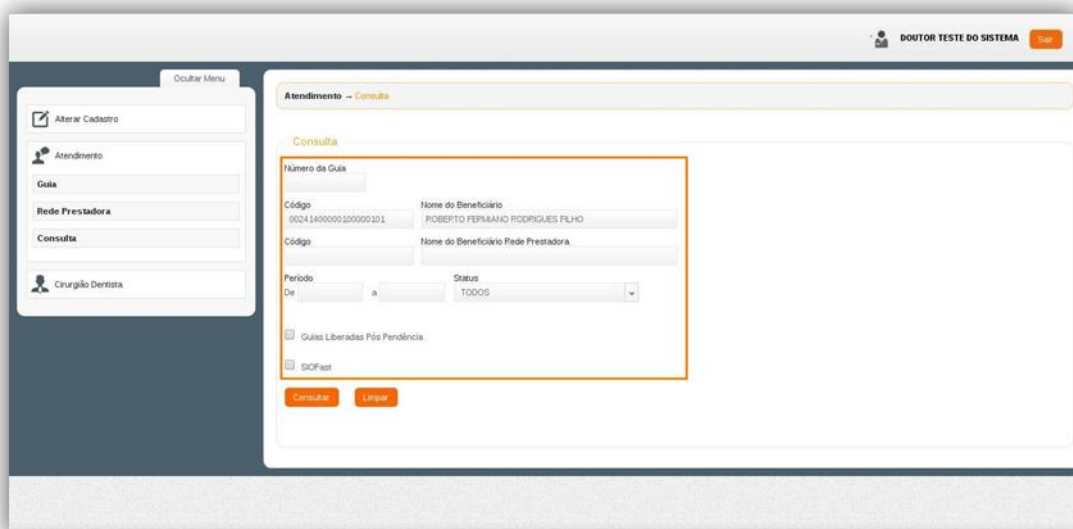 DOUTOR TESTE DO SISTEMA Sair
Ocultar Menu
Alterar Cadastro
Atendimento
Guia
Rede Prestadora
Consulta
Cirurgião Dentista
Atendimento → Consulta
Consulta
Número da Guia
Código Nome do Beneficiário
00241400000100000101 ROBERTO FERMIANO RODRIGUES FILHO
Código Nome do Beneficiário Rede Prestadora
Período Status
De a TODOS
Guias Liberadas Pós Pendência
SIOFast
Consultar Limpar